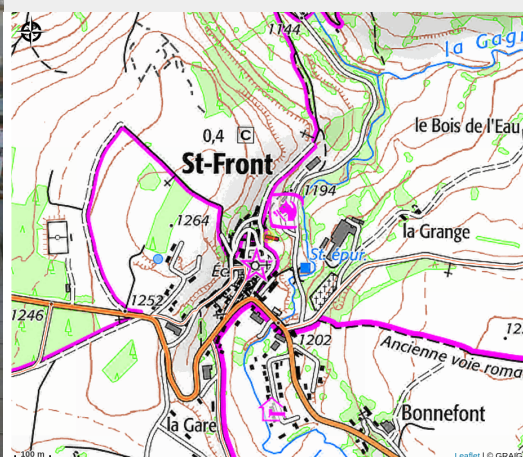 1144
la Gagn
0,4 C
le Bois de l'Eau
St-Front
1194
1264
la Grange
St. épur.
Éc
1252
1246
1202
Ancienne voie roma
la Gare
Bonnefont
100 m
Leaflet | © GRAIG